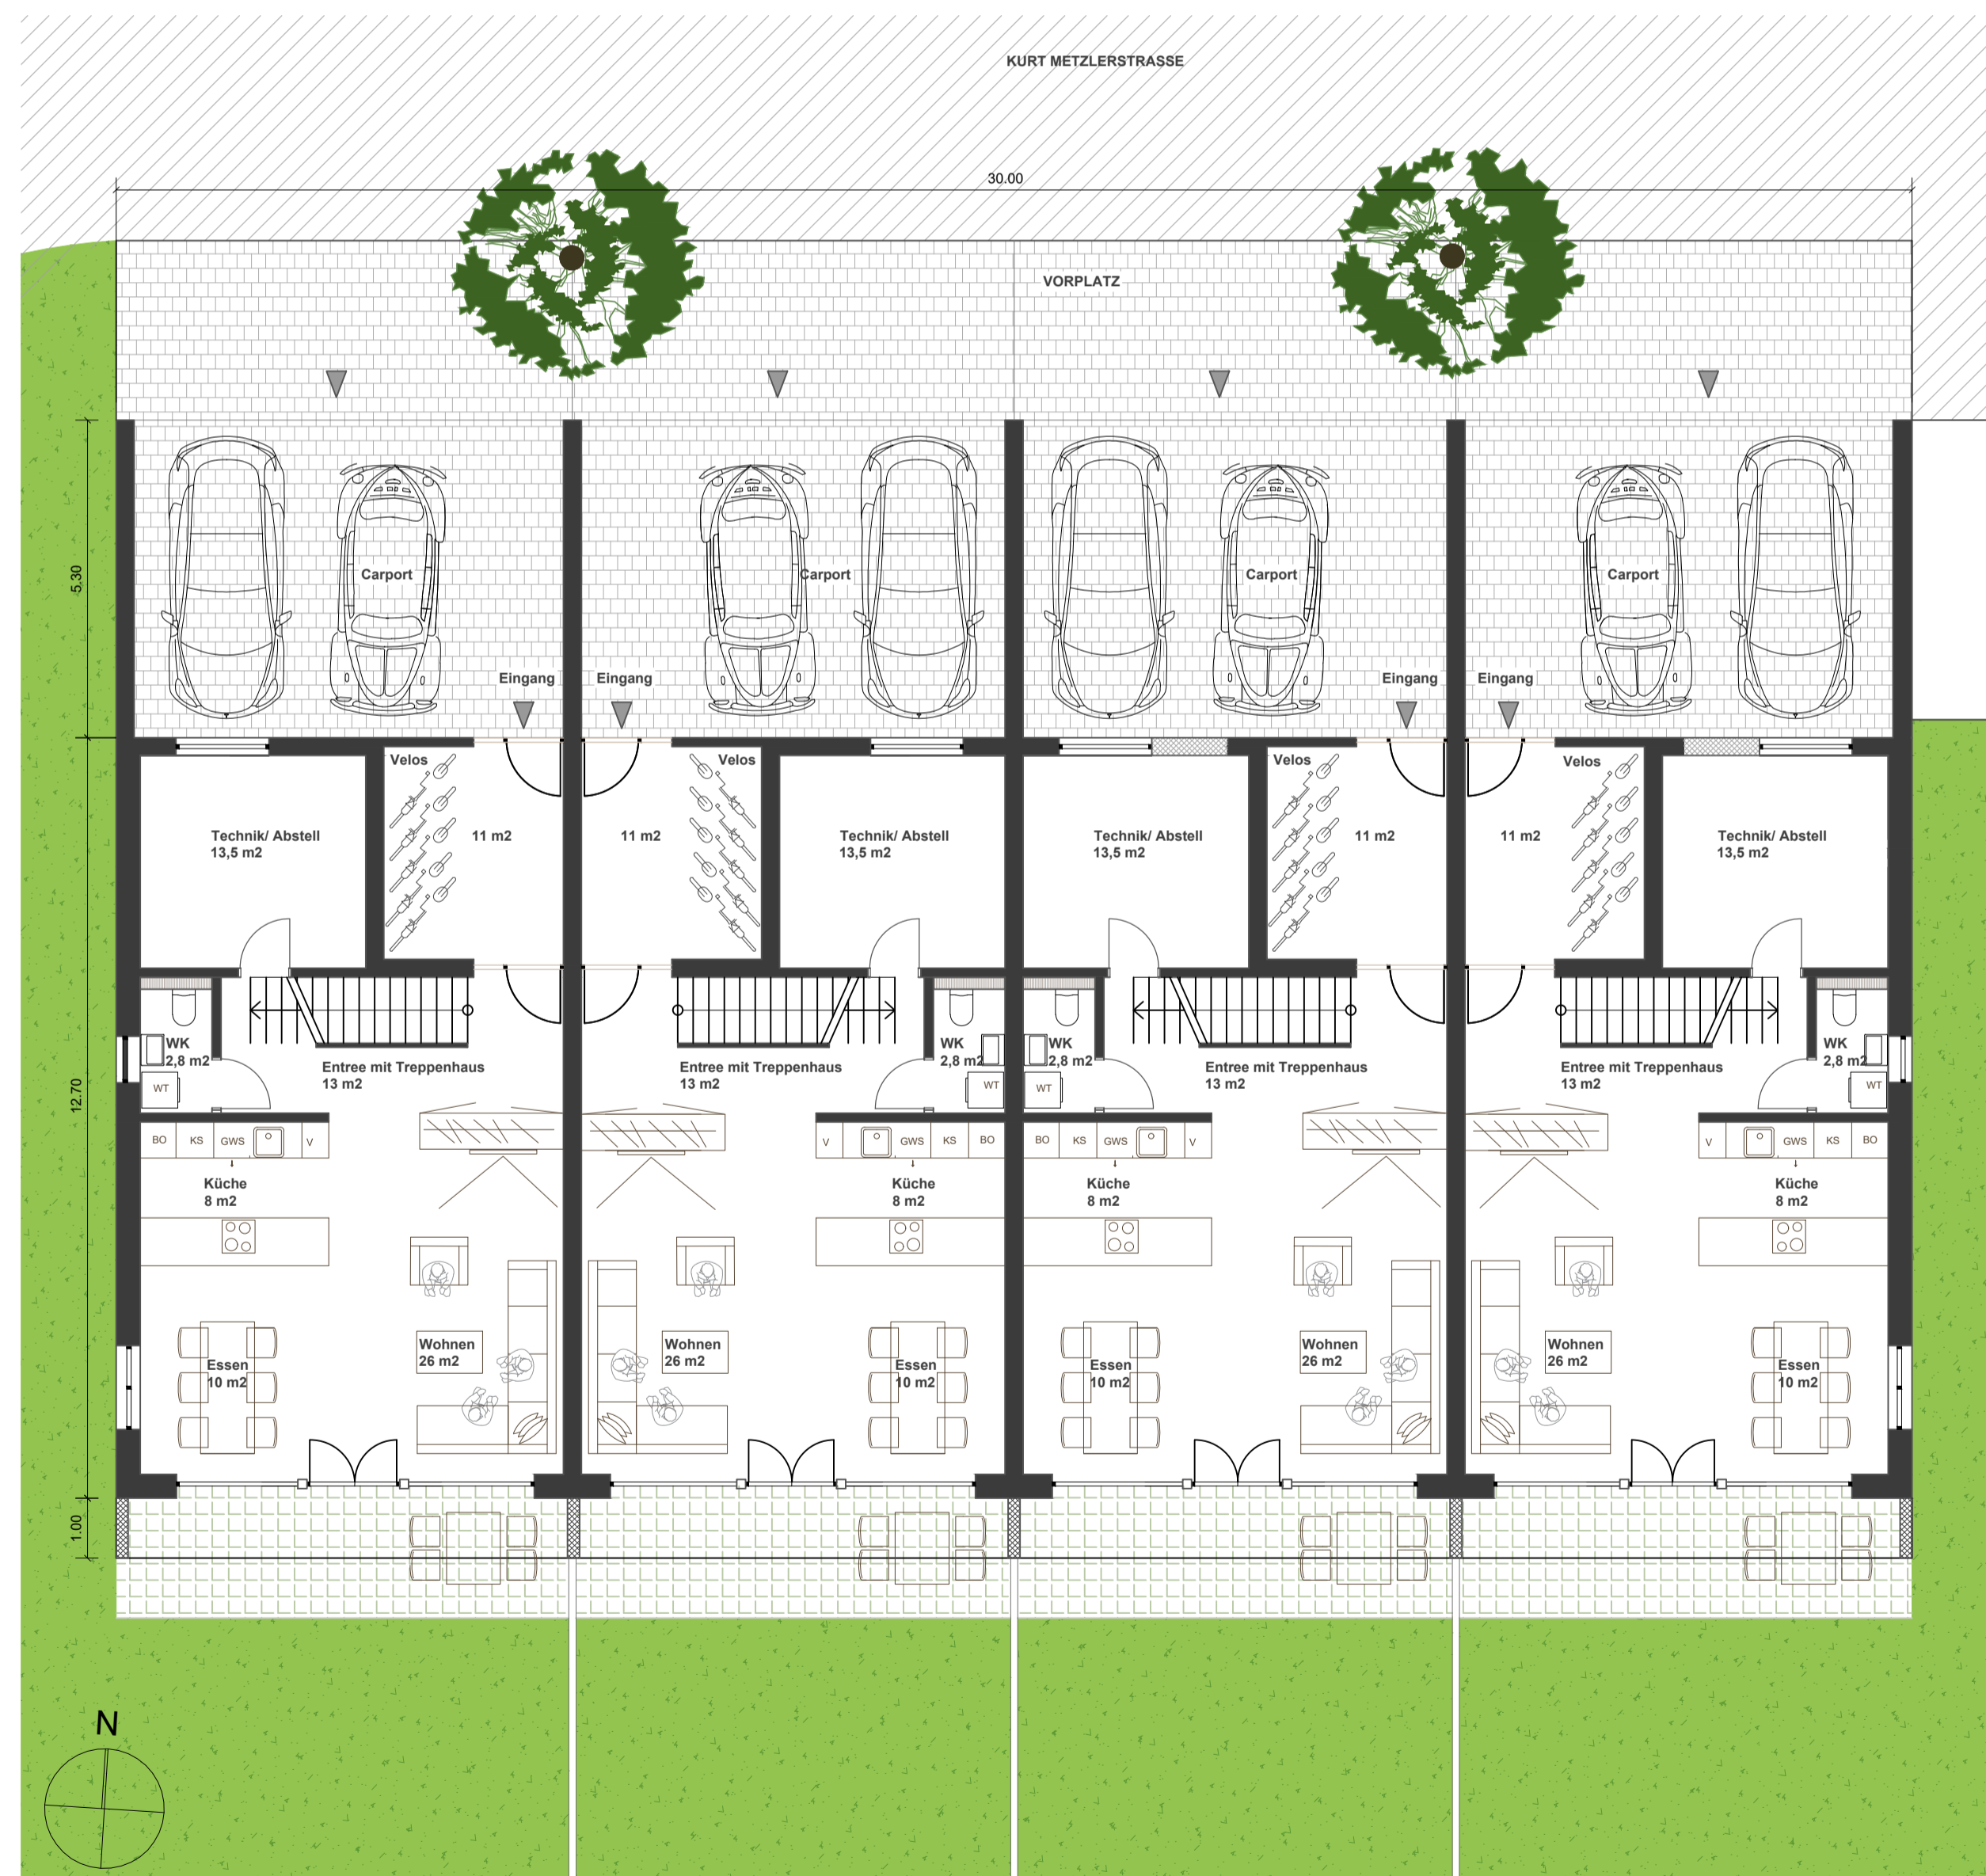 KURT METZLERSTRASSE
30.00
VORPLATZ
5.30
Carport
Carport
Carport
Carport
Eingang
Eingang
Eingang
Eingang
Velos
Velos
Velos
Velos
Technik/ Abstell
13,5 m2
11 m2
11 m2
Technik/ Abstell
13,5 m2
Technik/ Abstell
13,5 m2
11 m2
11 m2
Technik/ Abstell
13,5 m2
12.70
WK
2,8 m2
WT
Entree mit Treppenhaus
13 m2
Entree mit Treppenhaus
13 m2
WK
2,8 m2
WT
WK
2,8 m2
WT
Entree mit Treppenhaus
13 m2
Entree mit Treppenhaus
13 m2
WK
2,8 m2
WT
BO KS GWS V
V GWS KS BO
BO KS GWS V
V GWS KS BO
Küche
8 m2
Küche
8 m2
Küche
8 m2
Küche
8 m2
Essen
10 m2
Wohnen
26 m2
Wohnen
26 m2
Essen
10 m2
Essen
10 m2
Wohnen
26 m2
Wohnen
26 m2
Essen
10 m2
1.00
N